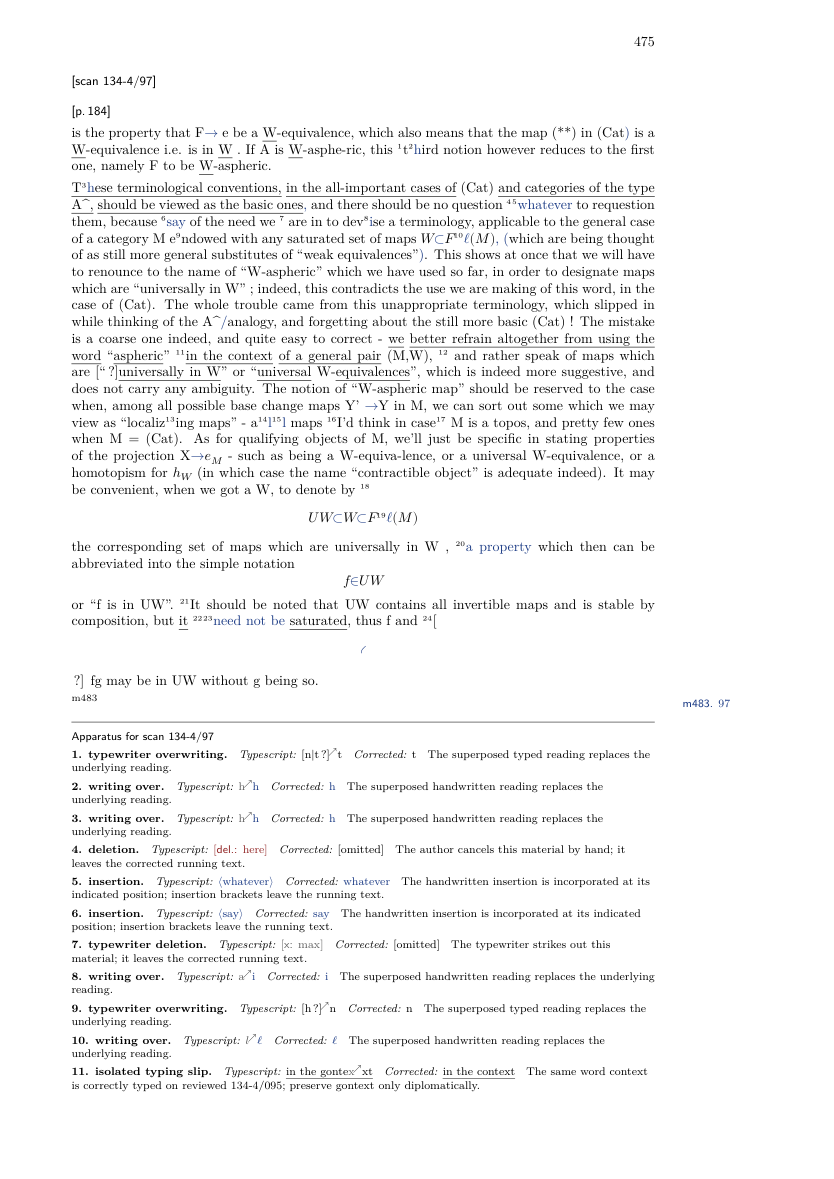 475
[scan 134-4/97]
[p. 184]
is the property that F→ e be a W-equivalence, which also means that the map (**) in (Cat) is a
W-equivalence i.e. is in W . If A is W-asphe-ric, this ¹t²hird notion however reduces to the first
one, namely F to be W-aspheric.
T³hese terminological conventions, in the all-important cases of (Cat) and categories of the type
A^, should be viewed as the basic ones, and there should be no question ⁴ ⁵whatever to requestion
them, because ⁶say of the need we ⁷ are in to dev⁸ise a terminology, applicable to the general case
of a category M e⁹ndowed with any saturated set of maps W⊂F¹⁰ℓ(M), (which are being thought
of as still more general substitutes of “weak equivalences”). This shows at once that we will have
to renounce to the name of “W-aspheric” which we have used so far, in order to designate maps
which are “universally in W” ; indeed, this contradicts the use we are making of this word, in the
case of (Cat). The whole trouble came from this unappropriate terminology, which slipped in
while thinking of the A^/analogy, and forgetting about the still more basic (Cat) ! The mistake
is a coarse one indeed, and quite easy to correct - we better refrain altogether from using the
word “aspheric” ¹¹in the context of a general pair (M,W), ¹² and rather speak of maps which
are [“ ?]universally in W” or “universal W-equivalences”, which is indeed more suggestive, and
does not carry any ambiguity. The notion of “W-aspheric map” should be reserved to the case
when, among all possible base change maps Y’ →Y in M, we can sort out some which we may
view as “localiz¹³ing maps” - a¹⁴l¹⁵l maps ¹⁶I’d think in case¹⁷ M is a topos, and pretty few ones
when M = (Cat). As for qualifying objects of M, we’ll just be specific in stating properties
of the projection X→e_M - such as being a W-equiva-lence, or a universal W-equivalence, or a
homotopism for h_W (in which case the name “contractible object” is adequate indeed). It may
be convenient, when we got a W, to denote by ¹⁸
UW⊂W⊂F¹⁹ℓ(M)
the corresponding set of maps which are universally in W , ²⁰a property which then can be
abbreviated into the simple notation
f∈UW
or “f is in UW”. ²¹It should be noted that UW contains all invertible maps and is stable by
composition, but it ²²²³need not be saturated, thus f and ²⁴[
?] fg may be in UW without g being so.
m483
m483. 97
Apparatus for scan 134-4/97
1. typewriter overwriting. Typescript: [n|t ?]↗t Corrected: t The superposed typed reading replaces the
underlying reading.
2. writing over. Typescript: h↗h Corrected: h The superposed handwritten reading replaces the
underlying reading.
3. writing over. Typescript: h↗h Corrected: h The superposed handwritten reading replaces the
underlying reading.
4. deletion. Typescript: [del.: here] Corrected: [omitted] The author cancels this material by hand; it
leaves the corrected running text.
5. insertion. Typescript: ⟨whatever⟩ Corrected: whatever The handwritten insertion is incorporated at its
indicated position; insertion brackets leave the running text.
6. insertion. Typescript: ⟨say⟩ Corrected: say The handwritten insertion is incorporated at its indicated
position; insertion brackets leave the running text.
7. typewriter deletion. Typescript: [x: max] Corrected: [omitted] The typewriter strikes out this
material; it leaves the corrected running text.
8. writing over. Typescript: a↗i Corrected: i The superposed handwritten reading replaces the underlying
reading.
9. typewriter overwriting. Typescript: [h ?]↗n Corrected: n The superposed typed reading replaces the
underlying reading.
10. writing over. Typescript: l↗ℓ Corrected: ℓ The superposed handwritten reading replaces the
underlying reading.
11. isolated typing slip. Typescript: in the gontex↗xt Corrected: in the context The same word context
is correctly typed on reviewed 134-4/095; preserve gontext only diplomatically.